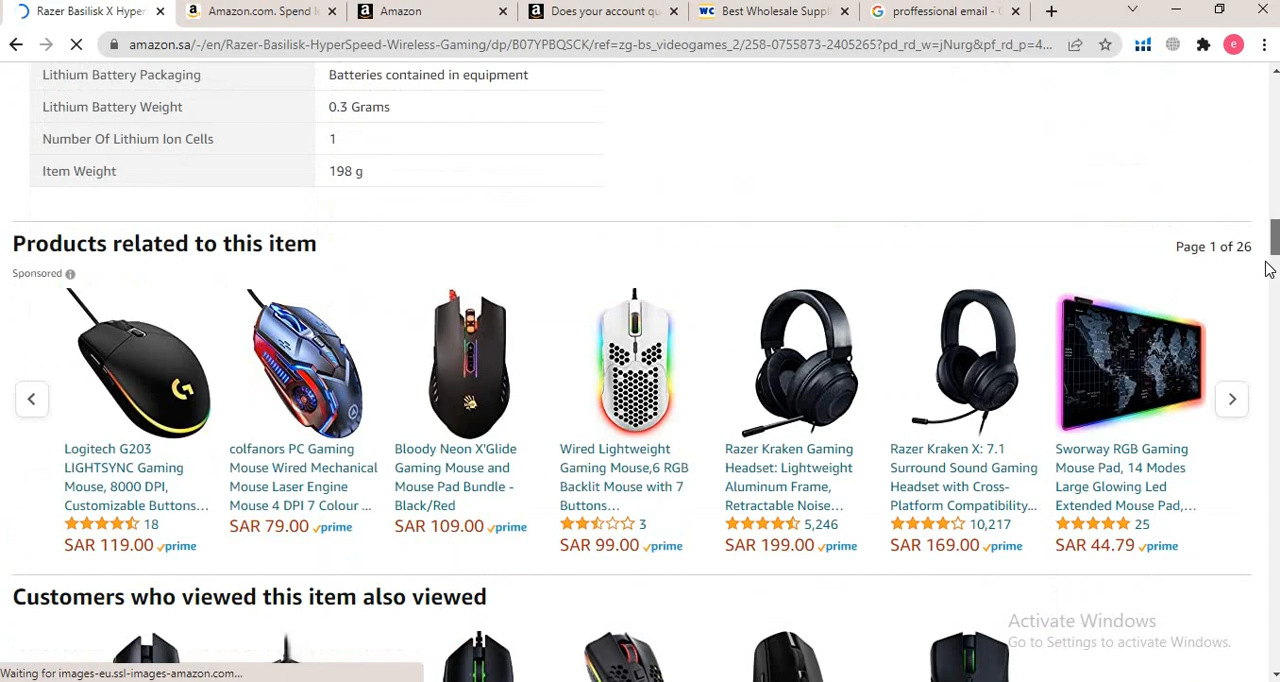 Razer Basilisk X Hyper
Amazon.com. Spend l
Amazon
Does your account qu
WC Best Wholesale Suppli
proffessional email - G
amazon.sa/-/en/Razer-Basilisk-HyperSpeed-Wireless-Gaming/dp/B07YPBQSCK/ref=zg-bs_videogames_2/258-0755873-2405265?pd_rd_w=jNurg&pf_rd_p=4...
e
Lithium Battery Packaging Batteries contained in equipment
Lithium Battery Weight 0.3 Grams
Number Of Lithium Ion Cells 1
Item Weight 198 g
Products related to this item
Page 1 of 26
Sponsored
Logitech G203
LIGHTSYNC Gaming
Mouse, 8000 DPI,
Customizable Buttons...
18
SAR 119.00 prime
colfanors PC Gaming
Mouse Wired Mechanical
Mouse Laser Engine
Mouse 4 DPI 7 Colour ...
SAR 79.00 prime
Bloody Neon X'Glide
Gaming Mouse and
Mouse Pad Bundle -
Black/Red
SAR 109.00 prime
Wired Lightweight
Gaming Mouse,6 RGB
Backlit Mouse with 7
Buttons...
3
SAR 99.00 prime
Razer Kraken Gaming
Headset: Lightweight
Aluminum Frame,
Retractable Noise...
5,246
SAR 199.00 prime
Razer Kraken X: 7.1
Surround Sound Gaming
Headset with Cross-
Platform Compatibility...
10,217
SAR 169.00 prime
Sworway RGB Gaming
Mouse Pad, 14 Modes
Large Glowing Led
Extended Mouse Pad,...
25
SAR 44.79 prime
Customers who viewed this item also viewed
Activate Windows
Go to Settings to activate Windows.
Waiting for images-eu.ssl-images-amazon.com...